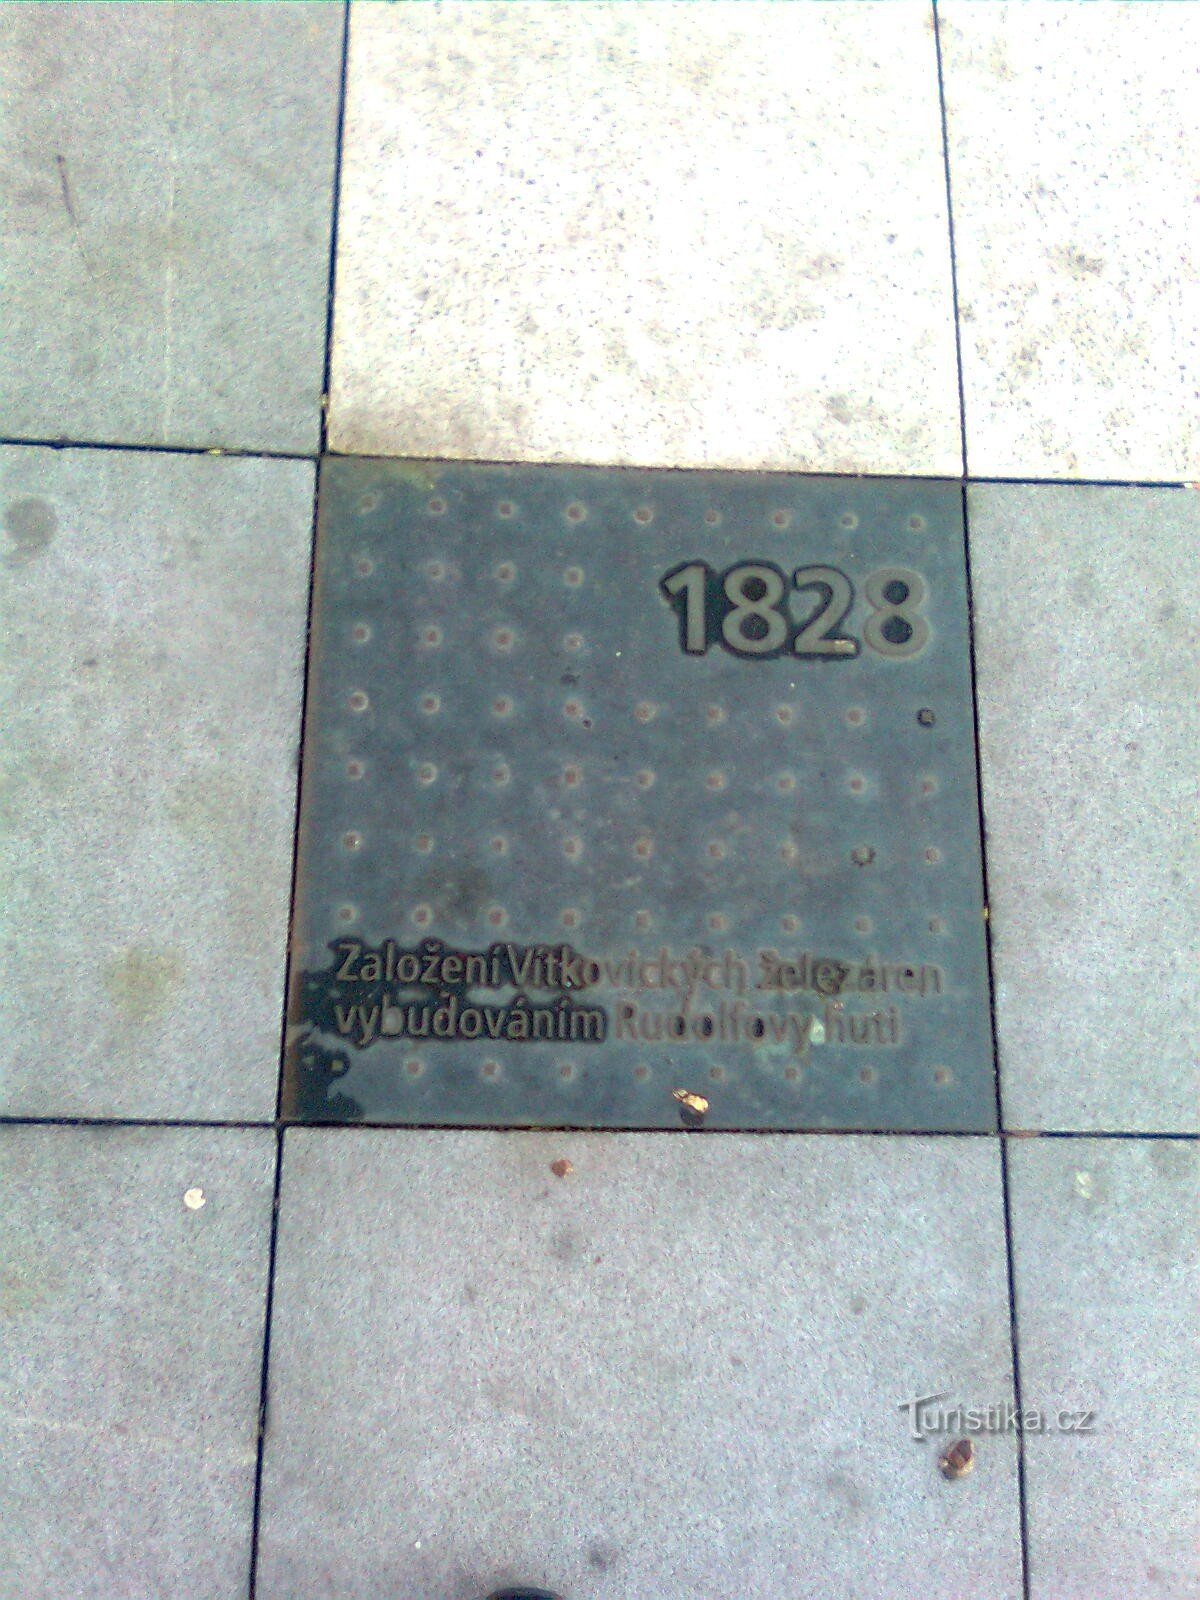 1828
Založení Vítkovických železáren
vybudováním Rudolfovy huti
Turistika.cz